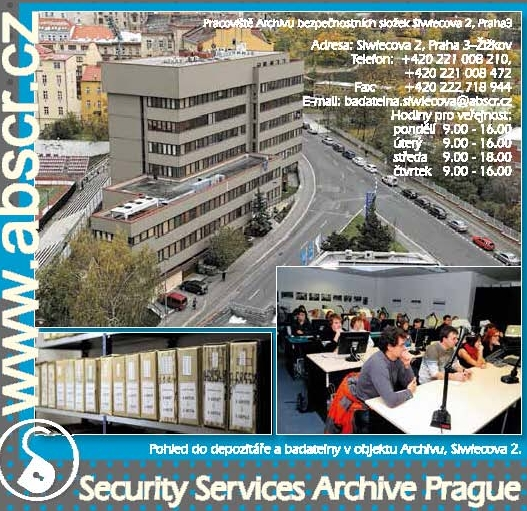 www.abscr.cz
Pracoviště Archivu bezpečnostních složek Siwiecova 2, Praha3
Adresa: Siwiecova 2, Praha 3–Žižkov
Telefon: +420 221 008 210,
+420 221 008 472
Fax: +420 222 718 944
E-mail: badatelna.siwiecova@abscr.cz
Hodiny pro veřejnost:
pondělí 9.00 - 16.00
úterý 9.00 - 16.00
středa 9.00 - 18.00
čtvrtek 9.00 - 16.00
Pohled do depozitáře a badatelny v objektu Archivu, Siwiecova 2.
Security Services Archive Prague